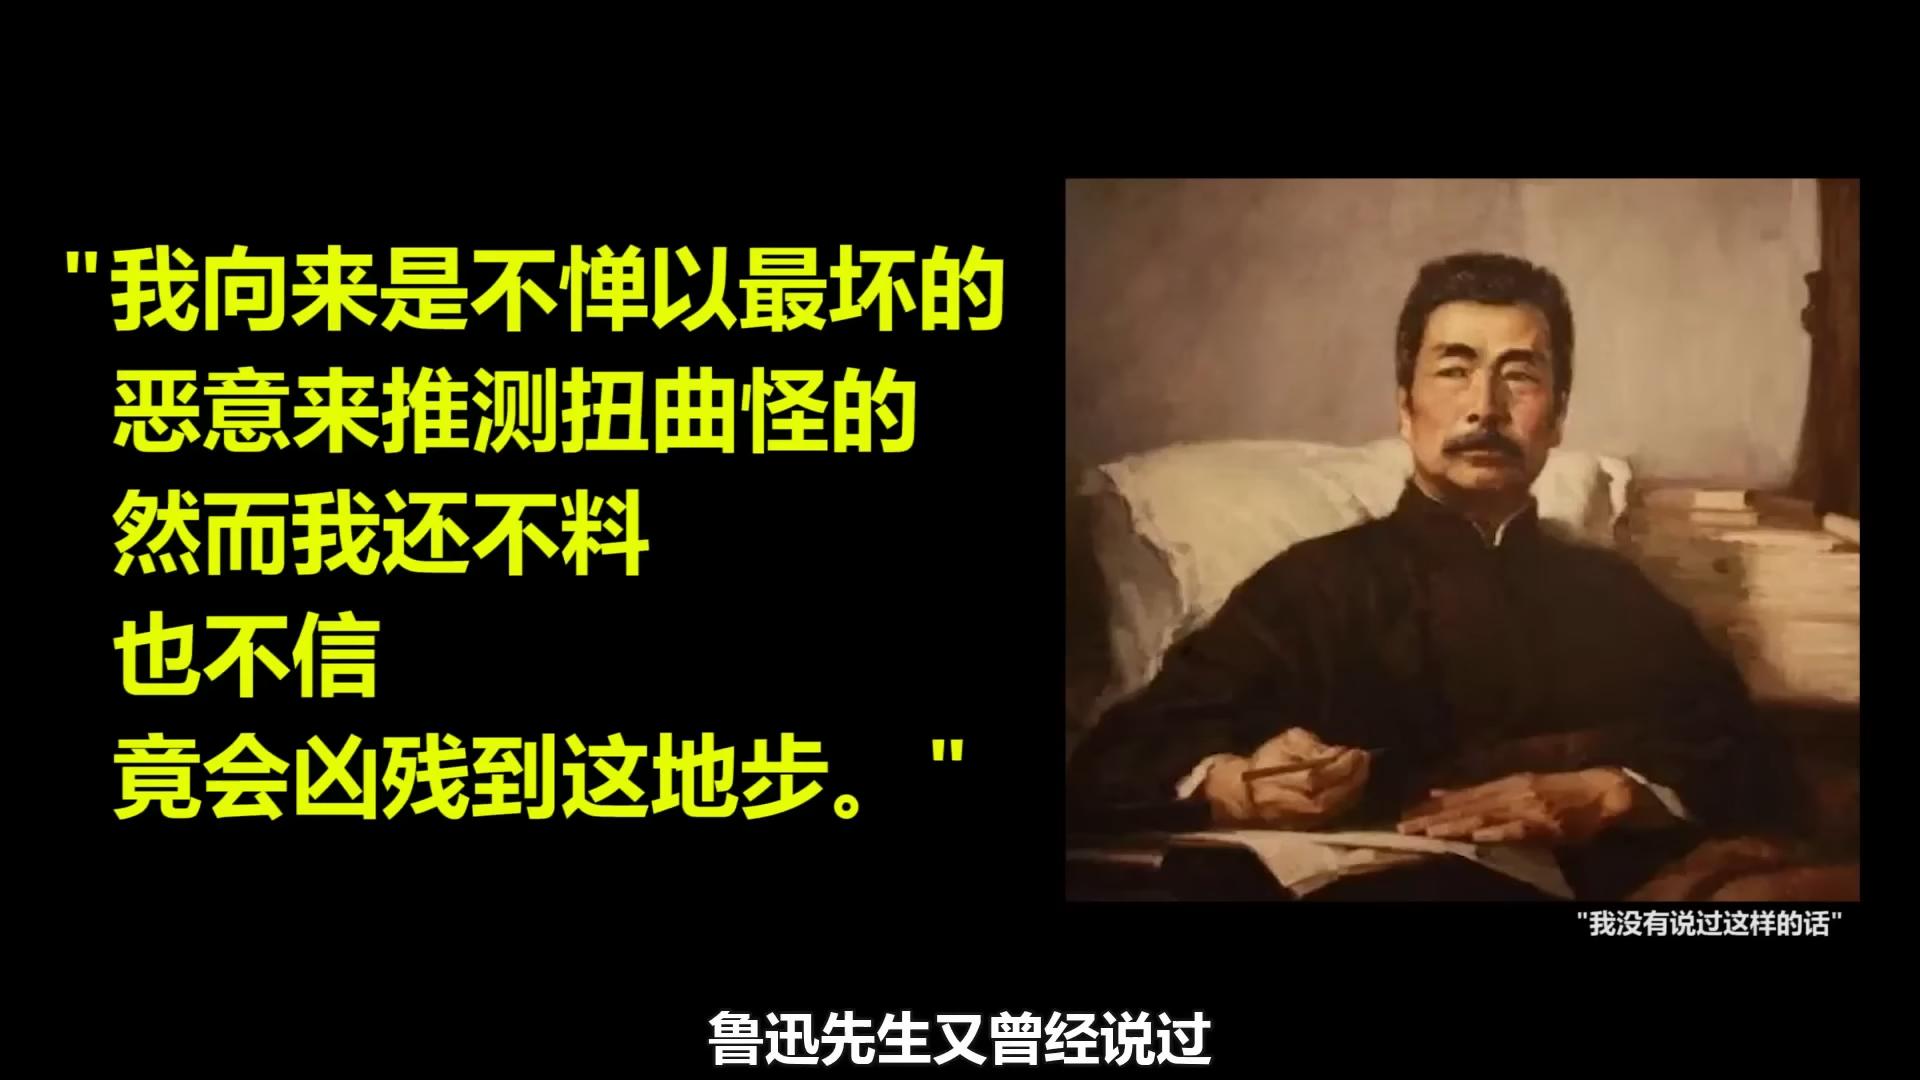 "我向来是不惮以最坏的
恶意来推测扭曲怪的
然而我还不料
也不信
竟会凶残到这地步。"
"我没有说过这样的话"
鲁迅先生又曾经说过